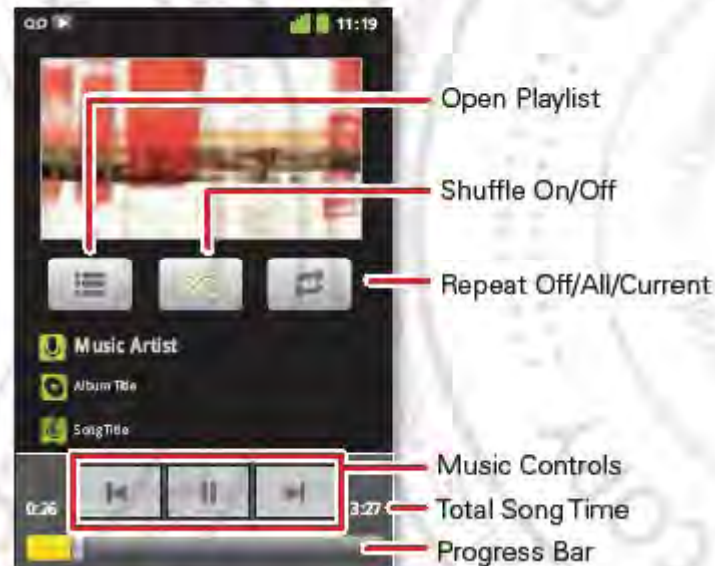 11:19
Open Playlist
Shuffle On/Off
Repeat Off/All/Current
Music Artist
Album Title
Song Title
Music Controls
0:26
3:27
Total Song Time
Progress Bar